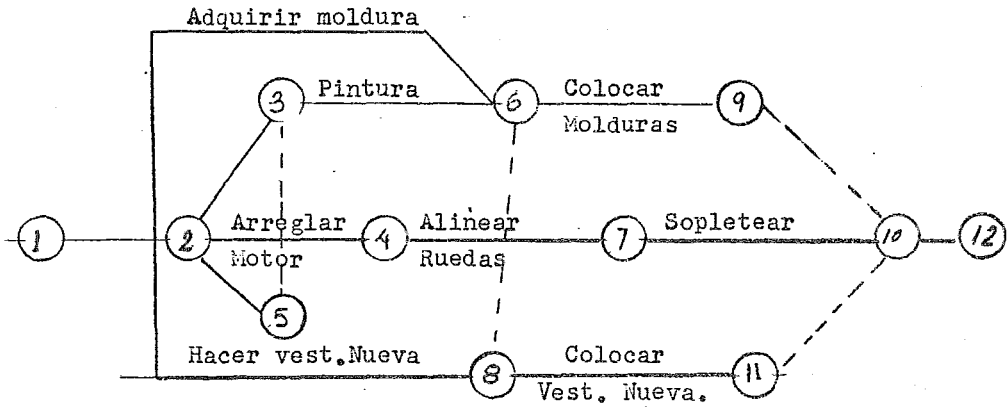 Adquirir moldura
3 Pintura 6 Colocar 9
Molduras
1 2 Arreglar 4 Alinear 7 Sopletear 10 12
Motor Ruedas
5
Hacer vest.Nueva 8 Colocar 11
Vest. Nueva.